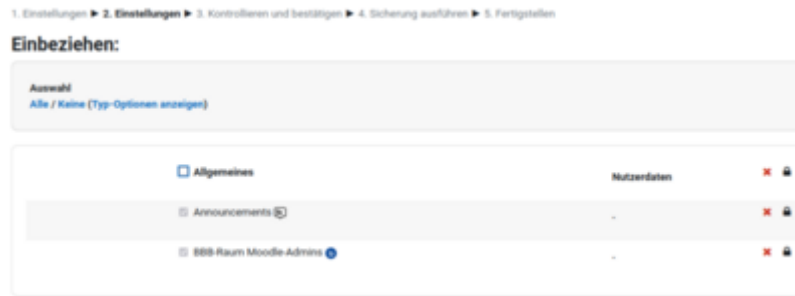 1. Einstellungen ► 2. Einstellungen ► 3. Kontrollieren und bestätigen ► 4. Sicherung ausführen ► 5. Fertigstellen
Einbeziehen:
Auswahl
Alle / Keine (Typ-Optionen anzeigen)
Allgemeines Nutzerdaten
Announcements -
BBB-Raum Moodle-Admins -